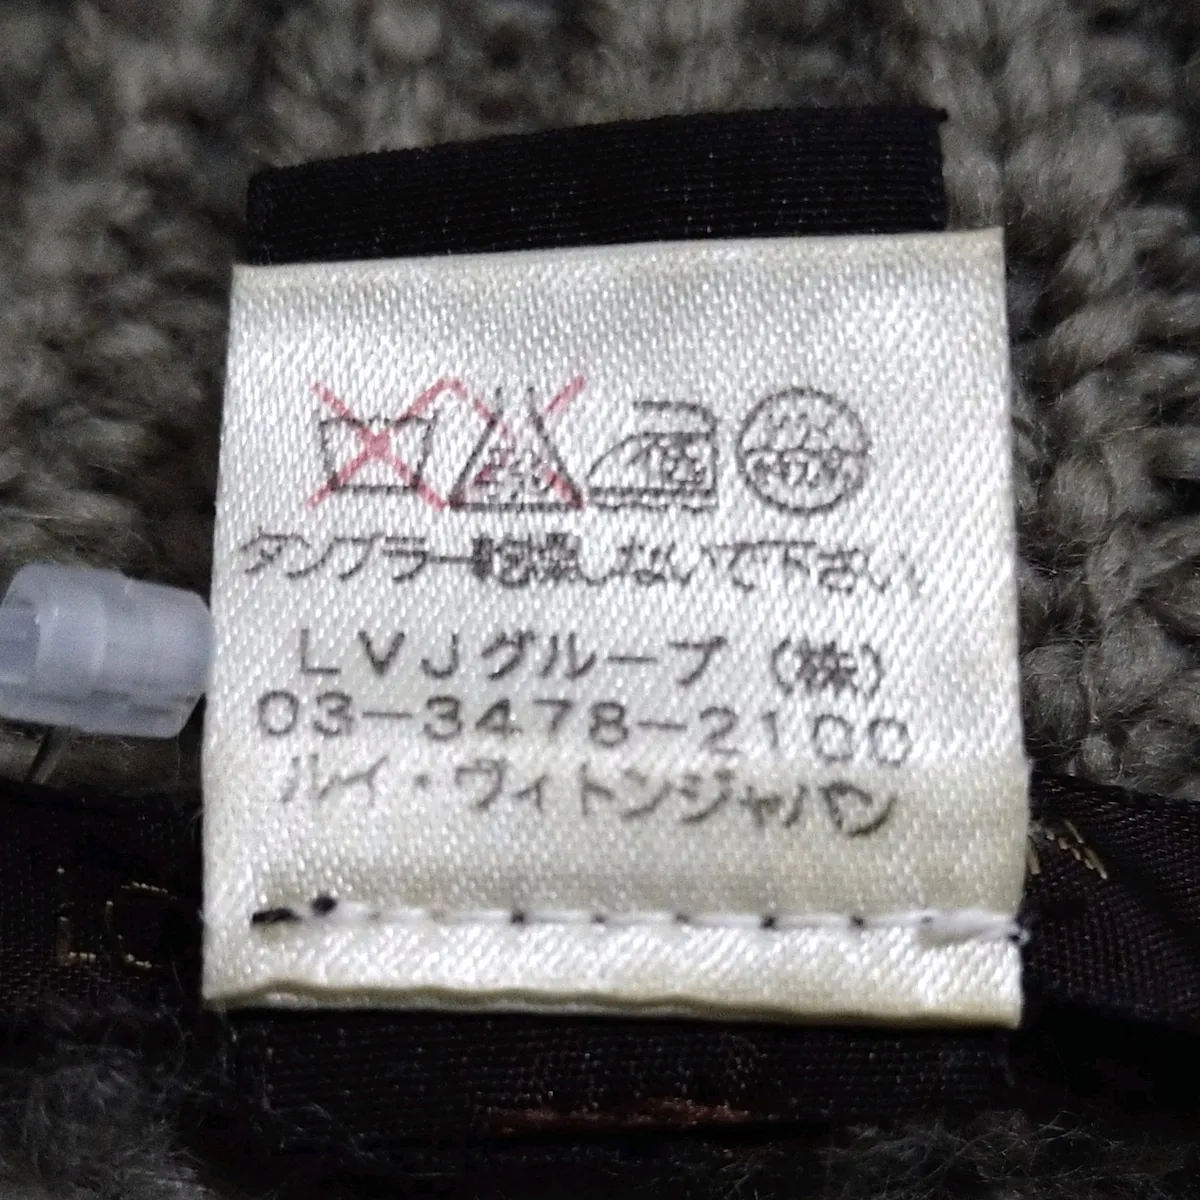 タンブラー乾燥しないで下さい。
LVJグループ (株)
03-3478-2100
ルイ・ヴィトンジャパン